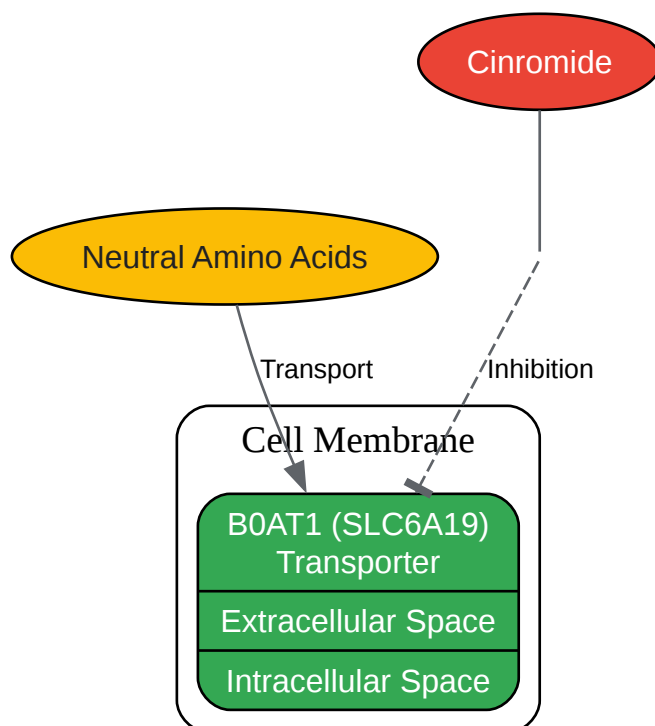 Cinromide
Neutral Amino Acids
Transport
Inhibition
Cell Membrane
B0AT1 (SLC6A19)
Transporter
Extracellular Space
Intracellular Space